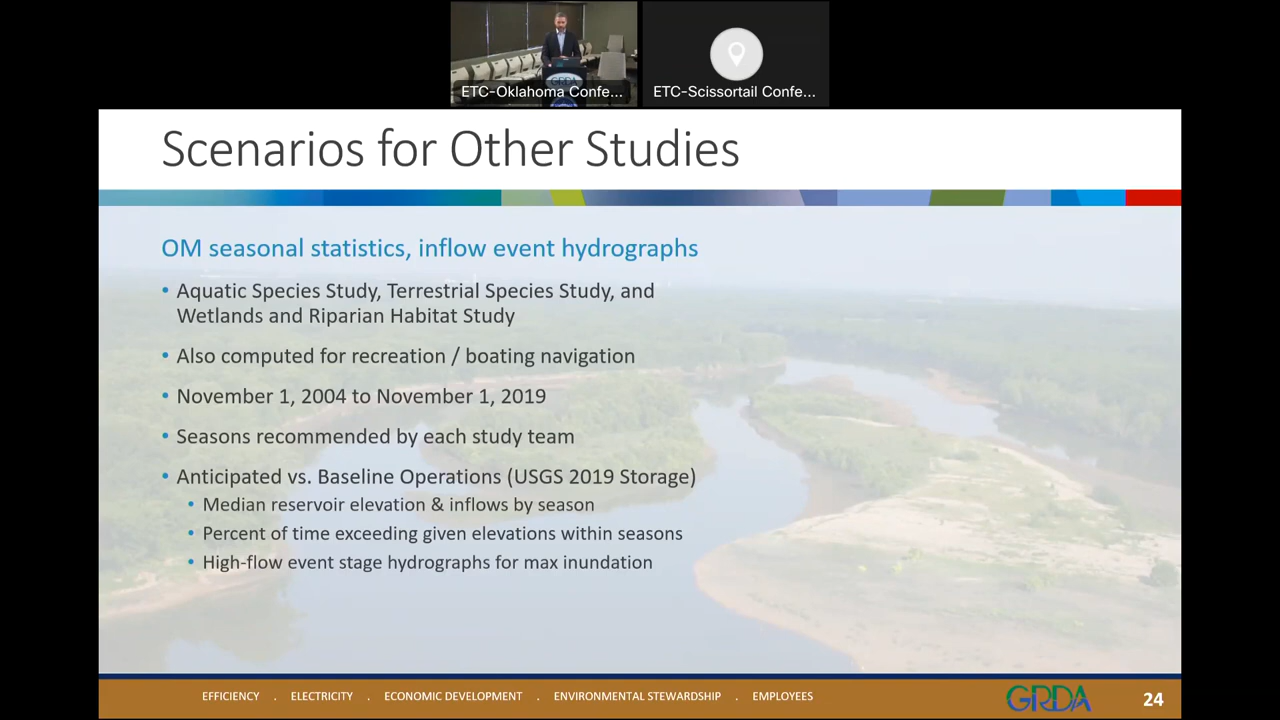 GRDA
ETC-Oklahoma Confe...
ETC-Scissortail Confe...
Scenarios for Other Studies
OM seasonal statistics, inflow event hydrographs
• Aquatic Species Study, Terrestrial Species Study, and
Wetlands and Riparian Habitat Study
• Also computed for recreation / boating navigation
• November 1, 2004 to November 1, 2019
• Seasons recommended by each study team
• Anticipated vs. Baseline Operations (USGS 2019 Storage)
• Median reservoir elevation & inflows by season
• Percent of time exceeding given elevations within seasons
• High-flow event stage hydrographs for max inundation
EFFICIENCY . ELECTRICITY . ECONOMIC DEVELOPMENT . ENVIRONMENTAL STEWARDSHIP . EMPLOYEES
GRDA
24